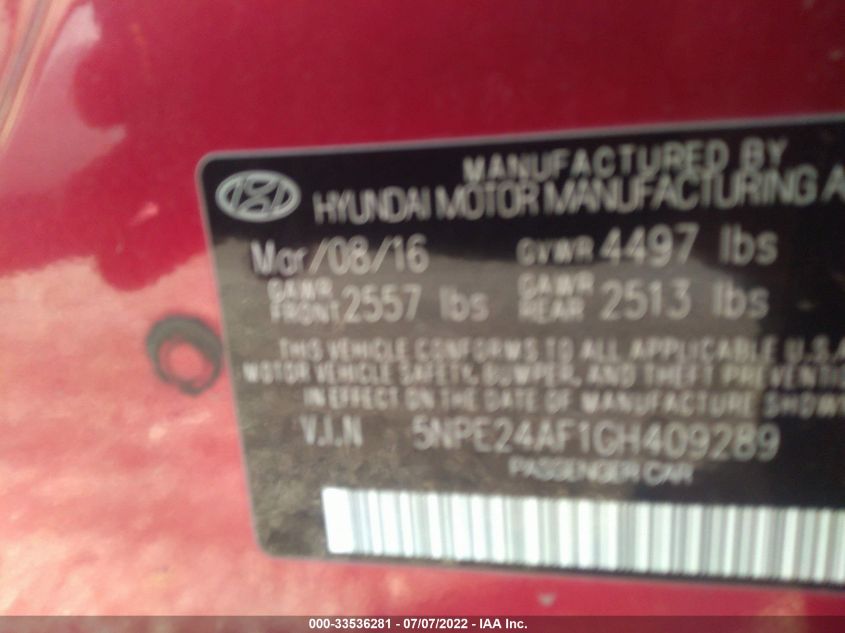 MANUFACTURED BY
HYUNDAI MOTOR MANUFACTURING A
Mar/08/16 GVWR 4497 lbs
GAWR FRONT 2557 lbs GAWR REAR 2513 lbs
THIS VEHICLE CONFORMS TO ALL APPLICABLE U.S.A
MOTOR VEHICLE SAFETY, BUMPER, AND THEFT PREVENTI
IN EFFECT ON THE DATE OF MANUFACTURE SHOWN
V.I.N 5NPE24AF1GH409289
PASSENGER CAR
000-33536281 - 07/07/2022 - IAA Inc.